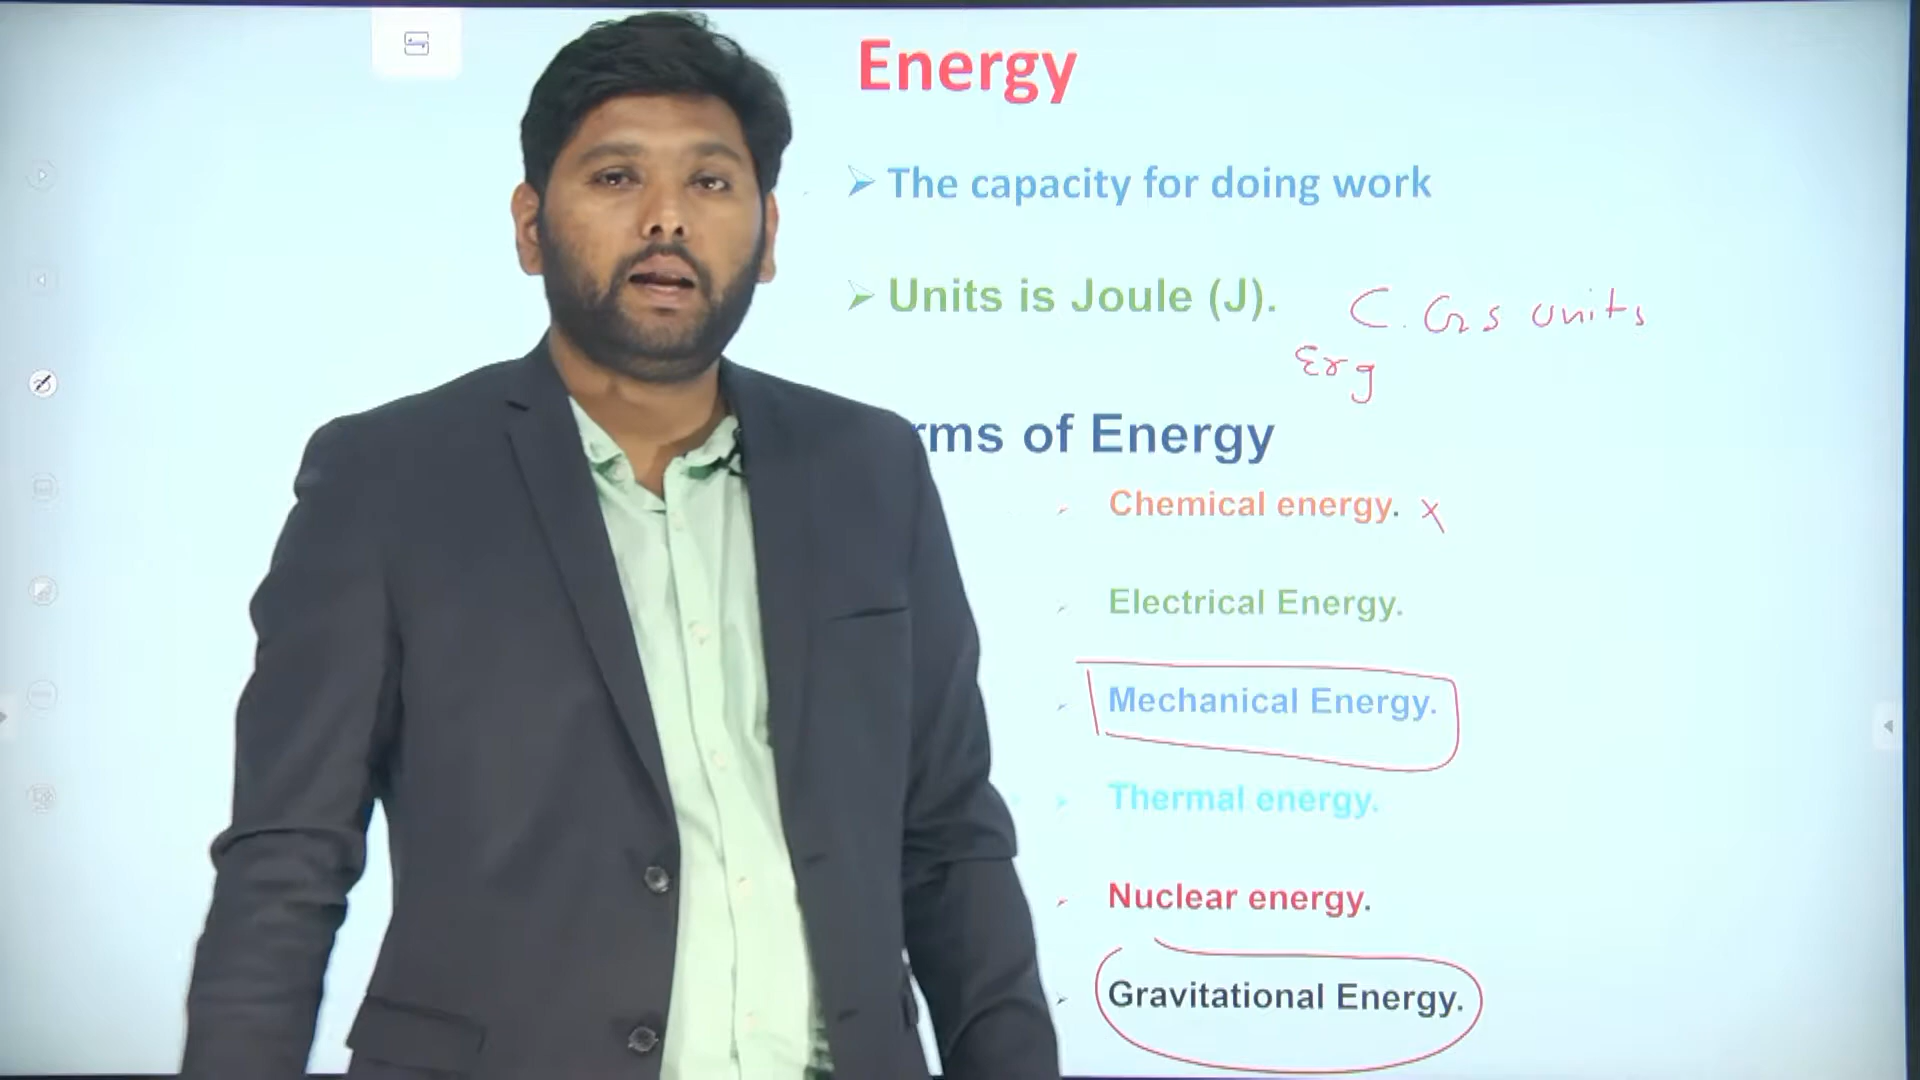 Energy
The capacity for doing work
Units is Joule (J).
C.Gs units
Erg
rms of Energy
Chemical energy. x
Electrical Energy.
Mechanical Energy.
Thermal energy.
Nuclear energy.
Gravitational Energy.